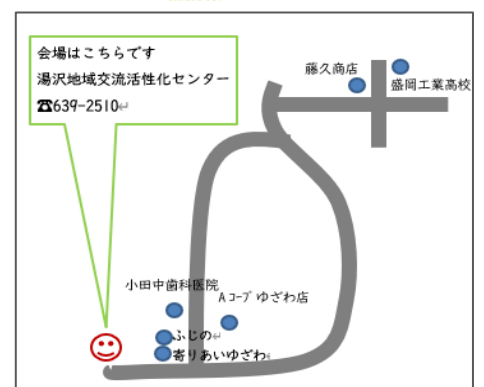 会場はこちらです
湯沢地域交流活性化センター
☎639-2510↵
藤久商店
盛岡工業高校
小田中歯科医院
Aコープ ゆざわ店
ふじの↵
寄りあいゆざわ↵